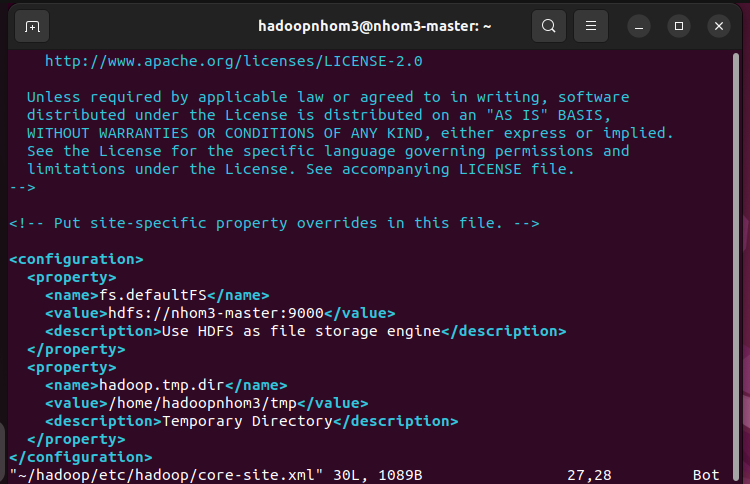 hadoopnhom3@nhom3-master: ~
http://www.apache.org/licenses/LICENSE-2.0
Unless required by applicable law or agreed to in writing, software
distributed under the License is distributed on an "AS IS" BASIS,
WITHOUT WARRANTIES OR CONDITIONS OF ANY KIND, either express or implied.
See the License for the specific language governing permissions and
limitations under the License. See accompanying LICENSE file.
-->
<!-- Put site-specific property overrides in this file. -->
<configuration>
<property>
<name>fs.defaultFS</name>
<value>hdfs://nhom3-master:9000</value>
<description>Use HDFS as file storage engine</description>
</property>
<property>
<name>hadoop.tmp.dir</name>
<value>/home/hadoopnhom3/tmp</value>
<description>Temporary Directory</description>
</property>
</configuration>
"~/hadoop/etc/hadoop/core-site.xml" 30L, 1089B 27,28 Bot